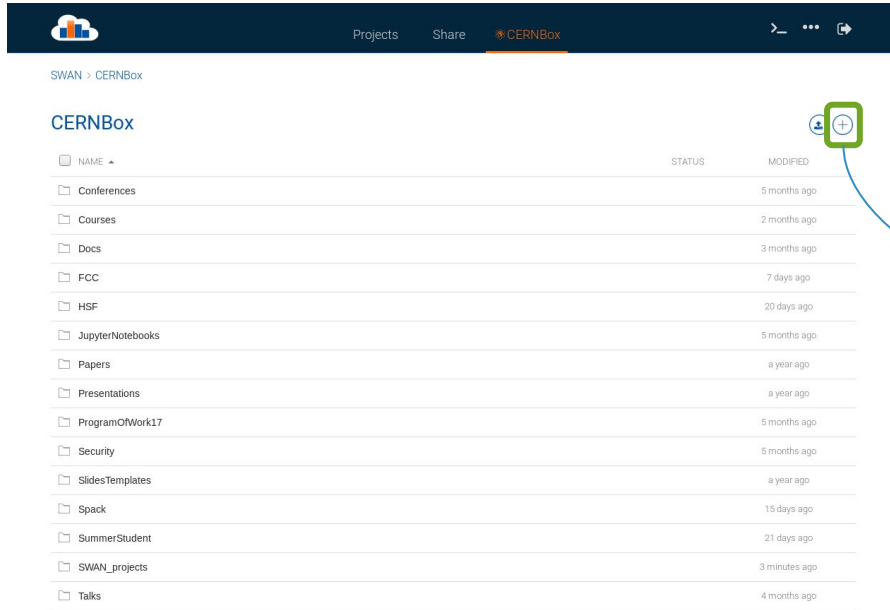 Projects Share CERNBox
SWAN > CERNBox
CERNBox
NAME STATUS MODIFIED
Conferences 5 months ago
Courses 2 months ago
Docs 3 months ago
FCC 7 days ago
HSF 20 days ago
JupyterNotebooks 5 months ago
Papers a year ago
Presentations a year ago
ProgramOfWork17 5 months ago
Security 5 months ago
SlidesTemplates a year ago
Spack 15 days ago
SummerStudent 21 days ago
SWAN_projects 3 minutes ago
Talks 4 months ago